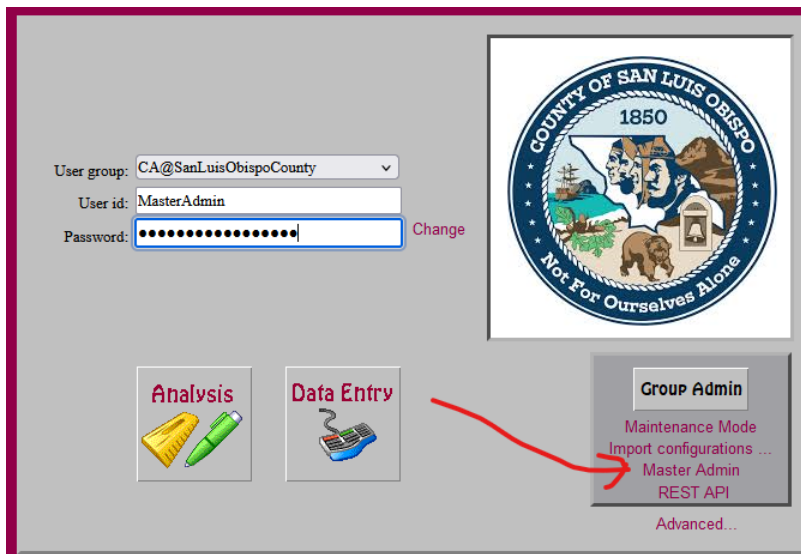 COUNTY OF SAN LUIS OBISPO
1850
Not For Ourselves Alone
User group: CA@SanLuisObispoCounty
User id: MasterAdmin
Password: ●●●●●●●●●●●●●●●●● Change
Analysis
Data Entry
Group Admin
Maintenance Mode
Import configurations ...
Master Admin
REST API
Advanced...